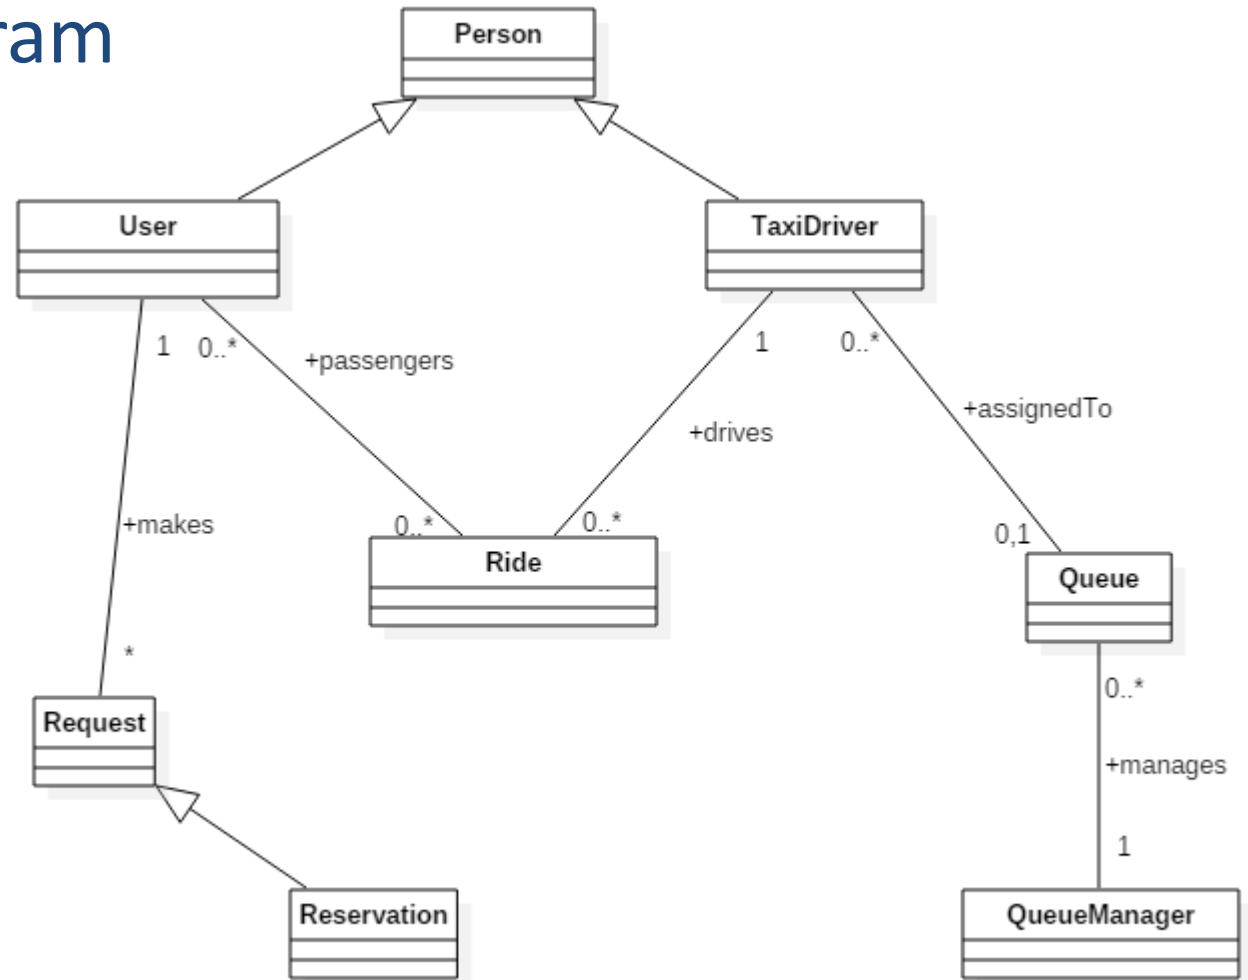 ram
Person
User
TaxiDriver
1
0..*
+passengers
1
0..*
+drives
+assignedTo
+makes
0..*
0..*
0,1
Ride
Queue
*
0..*
Request
+manages
1
Reservation
QueueManager